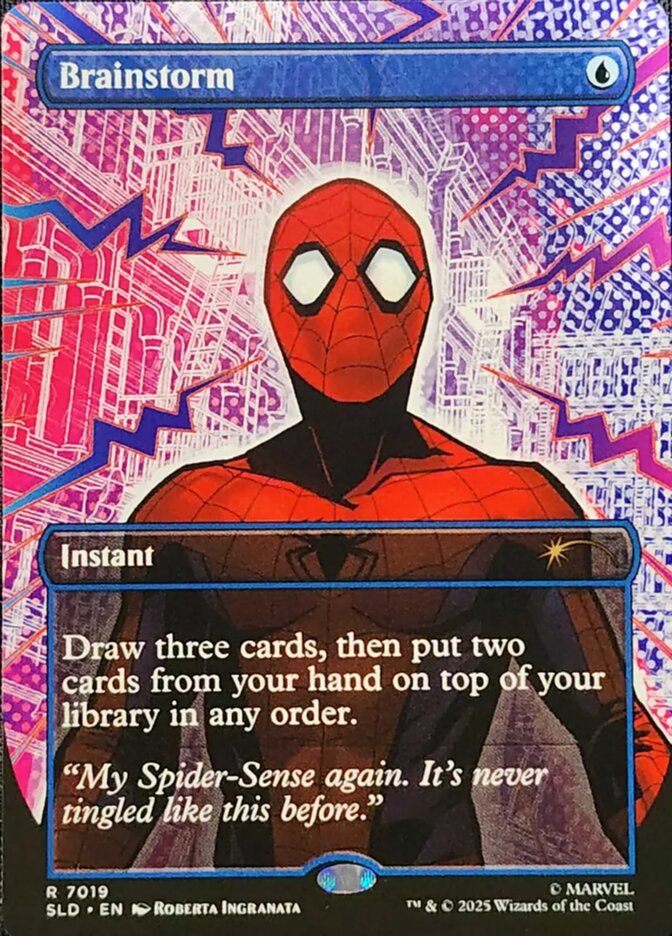 Brainstorm
Instant
Draw three cards, then put two
cards from your hand on top of your
library in any order.
“My Spider-Sense again. It’s never
tingled like this before.”
R 7019
© MARVEL
SLD • EN ROBERTA INGRANATA
™ & © 2025 Wizards of the Coast